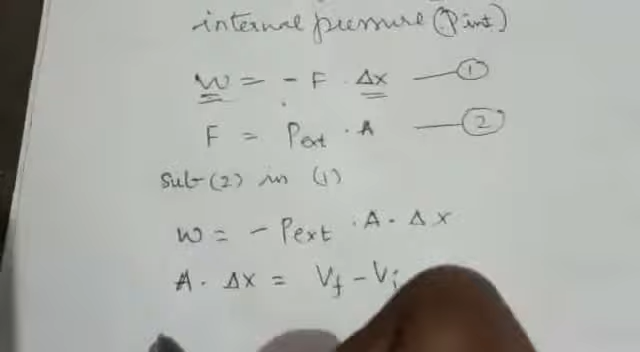 internal pressure (Pint)
W = - F . Δx — ①
F = Pext . A — ②
Sub (2) in (1)
W = - Pext . A . Δx
A . Δx = Vf - Vi